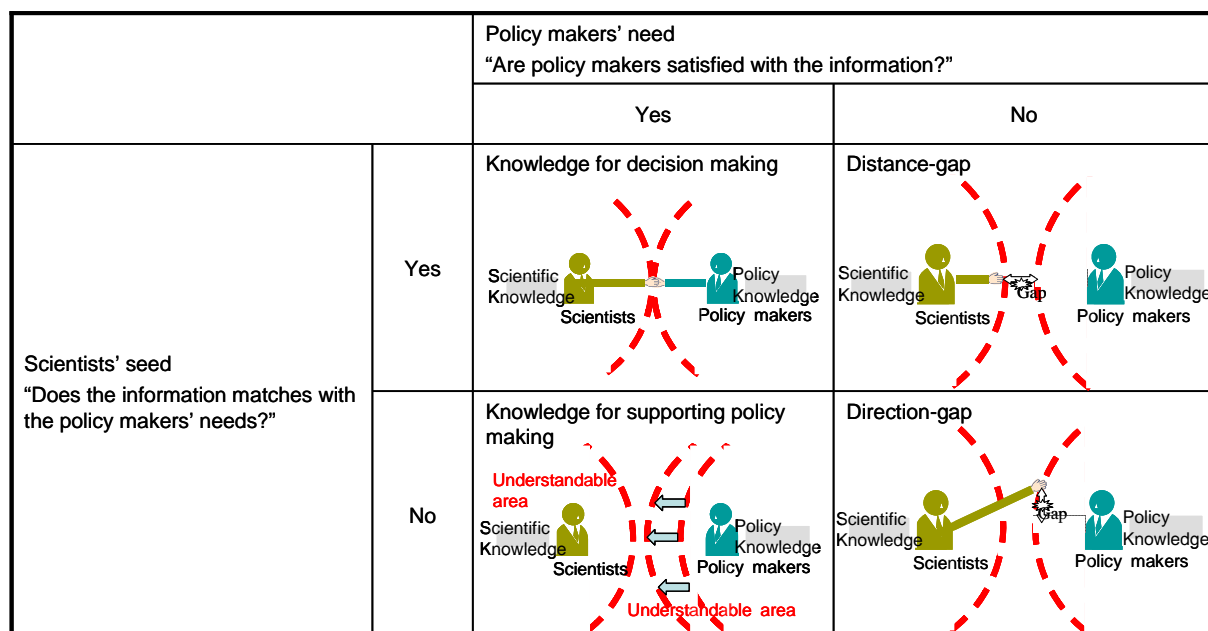 Policy makers' need
“Are policy makers satisfied with the information?”
Yes
No
Scientists' seed
“Does the information matches with
the policy makers' needs?”
Yes
Knowledge for decision making
Scientific
Knowledge
Scientists
Policy
Knowledge
Policy makers
Distance-gap
Scientific
Knowledge
Scientists
Gap
Policy
Knowledge
Policy makers
No
Knowledge for supporting policy
making
Understandable
area
Scientific
Knowledge
Scientists
Policy
Knowledge
Policy makers
Understandable area
Direction-gap
Scientific
Knowledge
Scientists
Gap
Policy
Knowledge
Policy makers